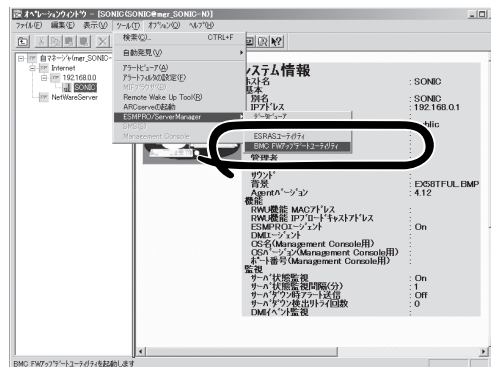 オペレーションウィンドウ - [SONIC(SONIC@mgr_SONIC-N)]
ファイル(F) 編集(E) 表示(V) ツール(T) オプション(O) ヘルプ(H)
検索(Q)... CTRL+F
自動発見(V)
アラートビューア(A)
アラートフィルタの設定(F)
MIFブラウザ(B)
Remote Wake Up Tool(R)
ARCserveの起動
ESMPRO/ServerManager
Management Console
データビューア
ESRASユーティリティ
BMC FWアップデートユーティリティ
自マネージャ(mgr_SONIC-N)
Internet
192.168.0.0
SONIC
NetWareServer
ステム情報
ホスト名 : SONIC
基本
別名 : SONIC
IPアドレス : 192.168.0.1
管理者
サウンド :
背景 : EX58TFUL.BMP
Agentバージョン : 4.12
機能
RWU機能 MACアドレス :
RWU機能 IPブロードキャストアドレス :
ESMPROエージェント : On
DMIエージェント :
OS名(Management Console用) :
OSバージョン(Management Console用) :
ポート番号(Management Console用) :
監視
サーバ状態監視 : On
サーバ状態監視間隔(分) : 1
サーバダウン時アラート送信 : Off
サーバダウン検出リトライ回数 : 0
DMIイベント監視 :
BMC FWアップデートユーティリティを起動します